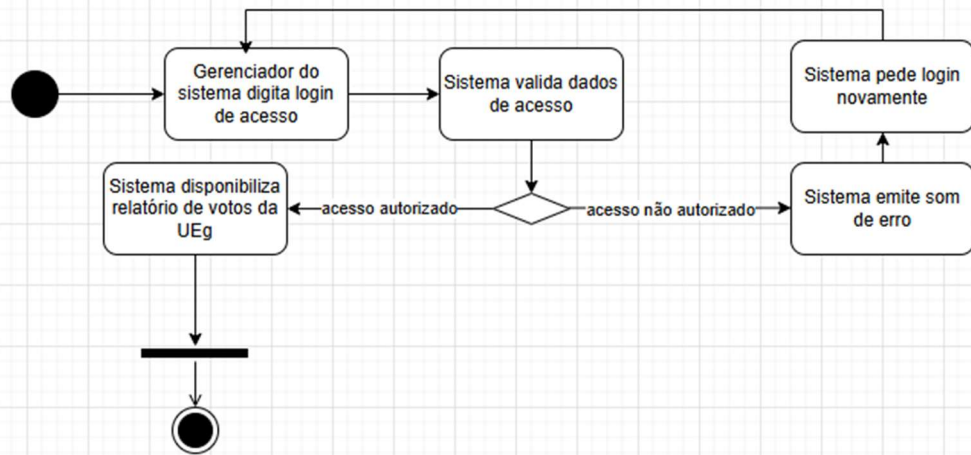 Gerenciador do
sistema digita login
de acesso
Sistema valida dados
de acesso
Sistema pede login
novamente
Sistema disponibiliza
relatório de votos da
UEg
acesso autorizado
acesso não autorizado
Sistema emite som
de erro